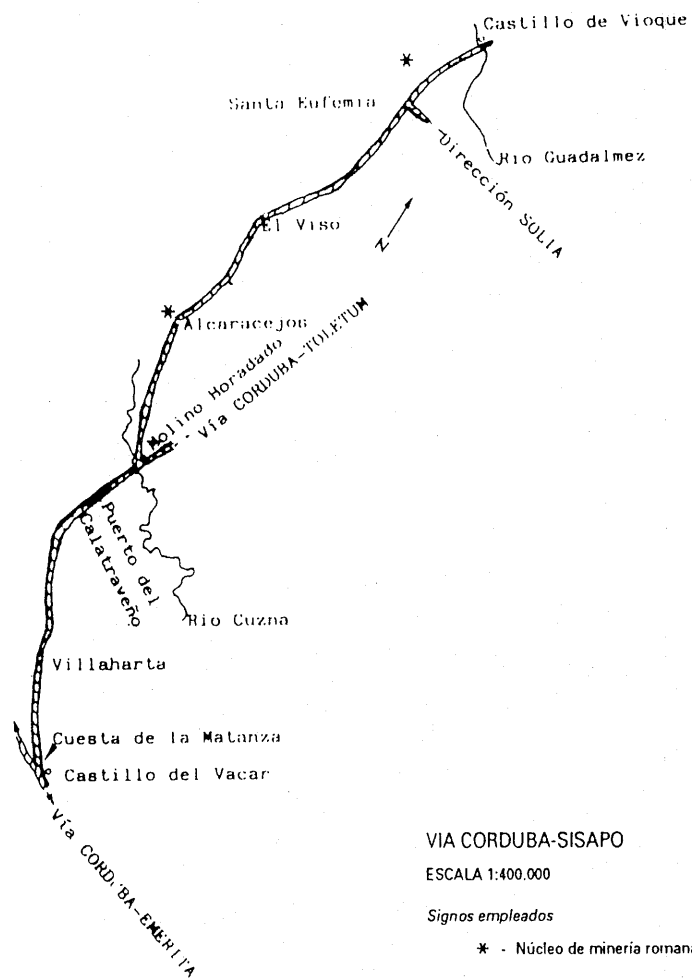 Castillo de Vioque
Santa Eufemia
Rio Guadalmez
Dirección SOLIA
El Viso
N
Alcaracejos
Molino Horadado
Vía CORDUBA-TOLETUM
Puerto del
Calatraveño
Rio Cuzna
Villaharta
Cuesta de la Matanza
Castillo del Vacar
Vía CORDUBA-EMERITA
VIA CORDUBA-SISAPO
ESCALA 1:400.000
Signos empleados
* - Núcleo de minería romana